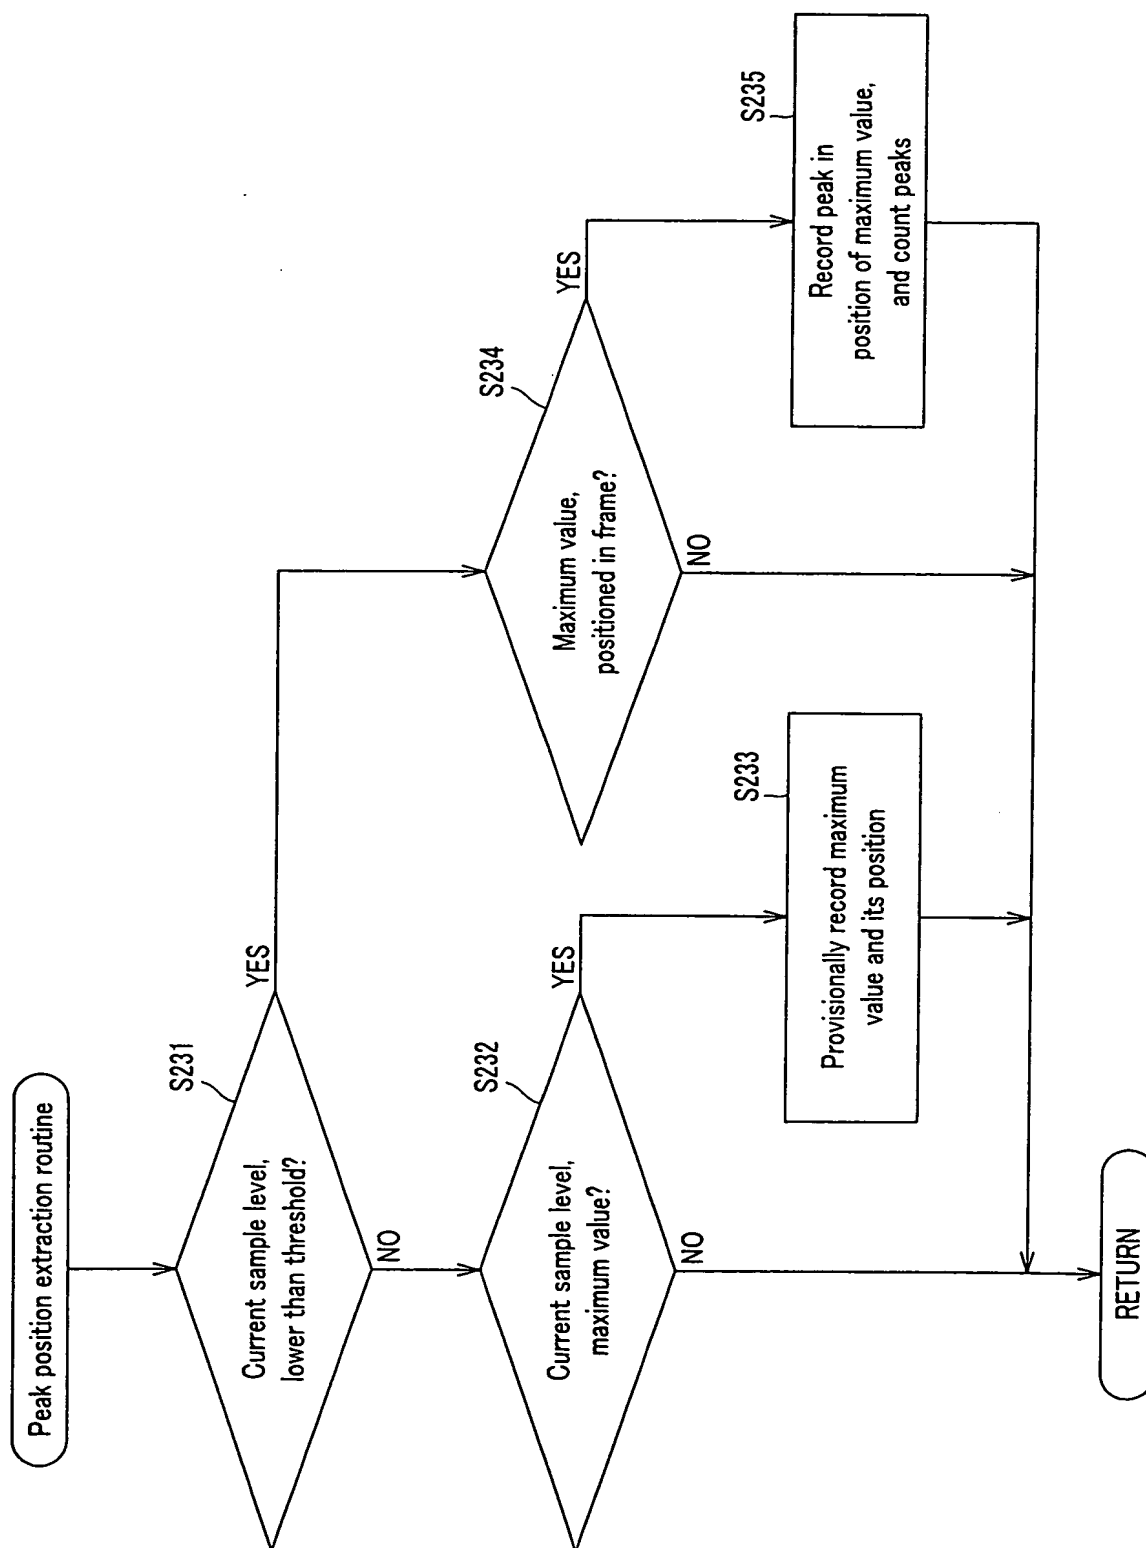 Peak position extraction routine
S231
Current sample level,
lower than threshold?
YES
NO
S232
Current sample level,
maximum value?
YES
NO
S233
Provisionally record maximum
value and its position
S234
Maximum value,
positioned in frame?
YES
NO
S235
Record peak in
position of maximum value,
and count peaks
RETURN